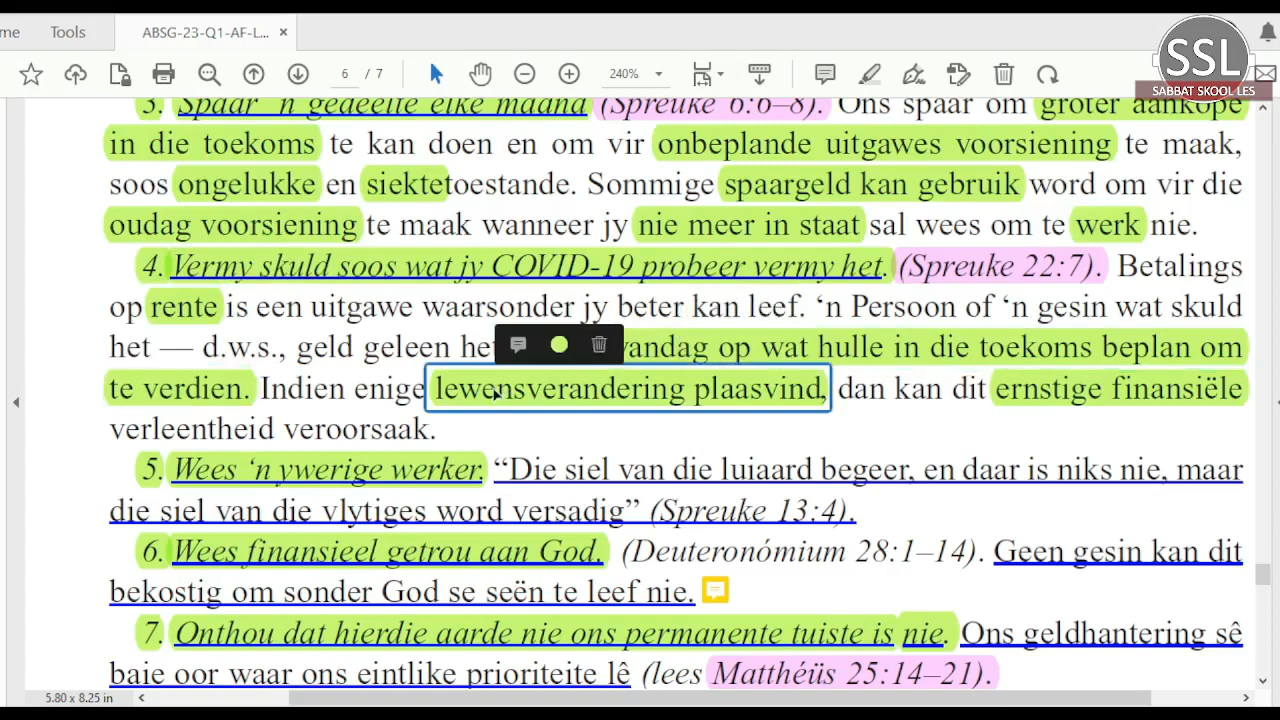 me
Tools
ABSG-23-Q1-AF-L...
×
6 / 7
240%
SSL
SABBAT SKOOL LES
3. Spaar ’n gedeelte elke maand (Spreuke 6:6–8). Ons spaar om groter aankope
in die toekoms te kan doen en om vir onbeplande uitgawes voorsiening te maak,
soos ongelukke en siektetoestande. Sommige spaargeld kan gebruik word om vir die
oudag voorsiening te maak wanneer jy nie meer in staat sal wees om te werk nie.
4. Vermy skuld soos wat jy COVID-19 probeer vermy het. (Spreuke 22:7). Betalings
op rente is een uitgawe waarsonder jy beter kan leef. ‘n Persoon of ‘n gesin wat skuld
het — d.w.s., geld geleen het vandag op wat hulle in die toekoms beplan om
te verdien. Indien enige lewensverandering plaasvind, dan kan dit ernstige finansiële
verleentheid veroorsaak.
5. Wees ‘n ywerige werker. “Die siel van die luiaard begeer, en daar is niks nie, maar
die siel van die vlytiges word versadig” (Spreuke 13:4).
6. Wees finansieel getrou aan God. (Deuteronómium 28:1–14). Geen gesin kan dit
bekostig om sonder God se seën te leef nie.
7. Onthou dat hierdie aarde nie ons permanente tuiste is nie. Ons geldhantering sê
baie oor waar ons eintlike prioriteite lê (lees Matthéüs 25:14–21).
5.80 x 8.25 in